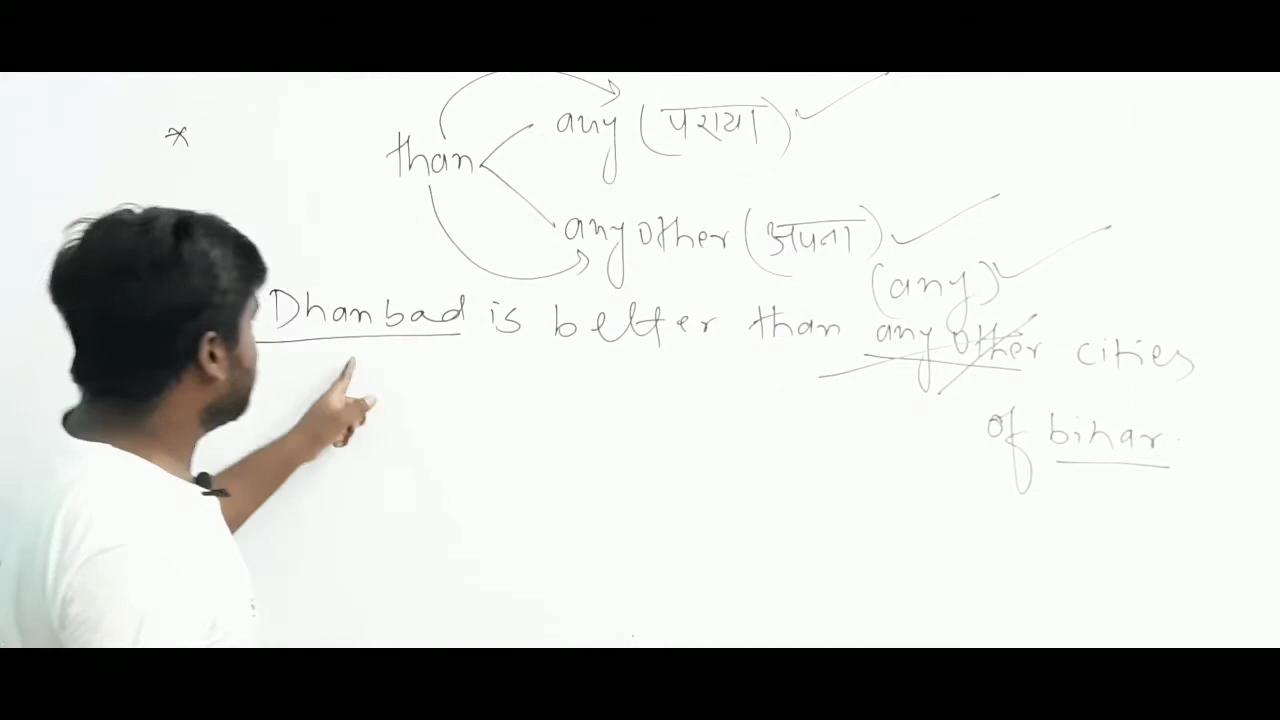 *
any (पराया)
than
any other (अपना)
(any)
Dhanbad is better than any other cities
of bihar.